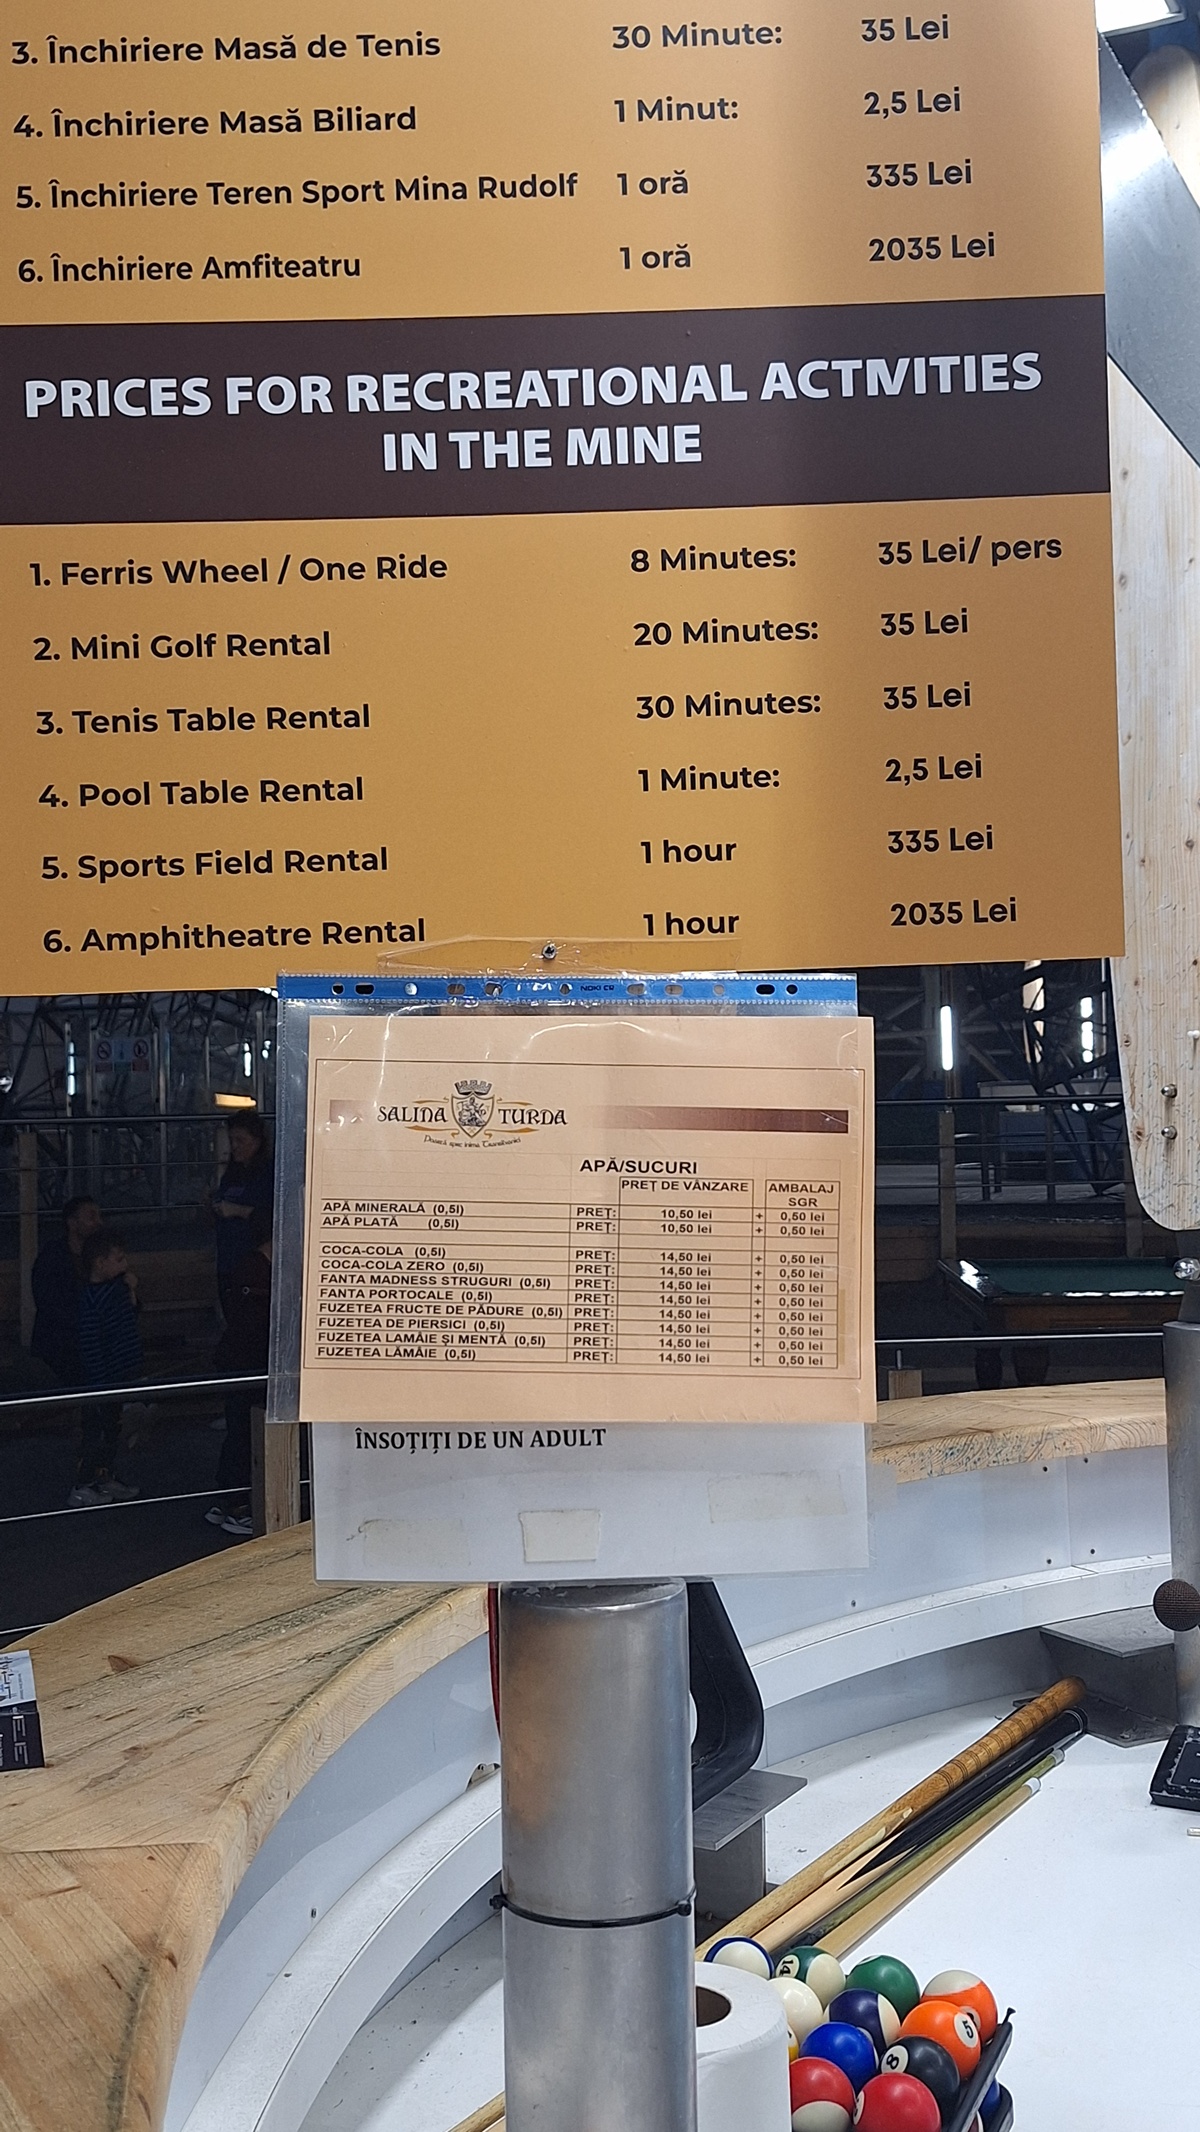 3. Închiriere Masă de Tenis 30 Minute: 35 Lei
4. Închiriere Masă Biliard 1 Minut: 2,5 Lei
5. Închiriere Teren Sport Mina Rudolf 1 oră 335 Lei
6. Închiriere Amfiteatru 1 oră 2035 Lei
PRICES FOR RECREATIONAL ACTIVITIES
IN THE MINE
1. Ferris Wheel / One Ride 8 Minutes: 35 Lei/ pers
2. Mini Golf Rental 20 Minutes: 35 Lei
3. Tenis Table Rental 30 Minutes: 35 Lei
4. Pool Table Rental 1 Minute: 2,5 Lei
5. Sports Field Rental 1 hour 335 Lei
6. Amphitheatre Rental 1 hour 2035 Lei
SALINA TURDA
APĂ/SUCURI
PREȚ DE VÂNZARE AMBALAJ
SGR
APĂ MINERALĂ (0,5l) PREȚ: 10,50 lei + 0,50 lei
APĂ PLATĂ (0,5l) PREȚ: 10,50 lei + 0,50 lei
COCA-COLA (0,5l) PREȚ: 14,50 lei + 0,50 lei
COCA-COLA ZERO (0,5l) PREȚ: 14,50 lei + 0,50 lei
FANTA MADNESS STRUGURI (0,5l) PREȚ: 14,50 lei + 0,50 lei
FANTA PORTOCALE (0,5l) PREȚ: 14,50 lei + 0,50 lei
FUZETEA FRUCTE DE PĂDURE (0,5l) PREȚ: 14,50 lei + 0,50 lei
FUZETEA DE PIERSICI (0,5l) PREȚ: 14,50 lei + 0,50 lei
FUZETEA LAMÂIE ȘI MENTĂ (0,5l) PREȚ: 14,50 lei + 0,50 lei
FUZETEA LĂMÂIE (0,5l) PREȚ: 14,50 lei + 0,50 lei
ÎNSOȚIȚI DE UN ADULT
14
5
8